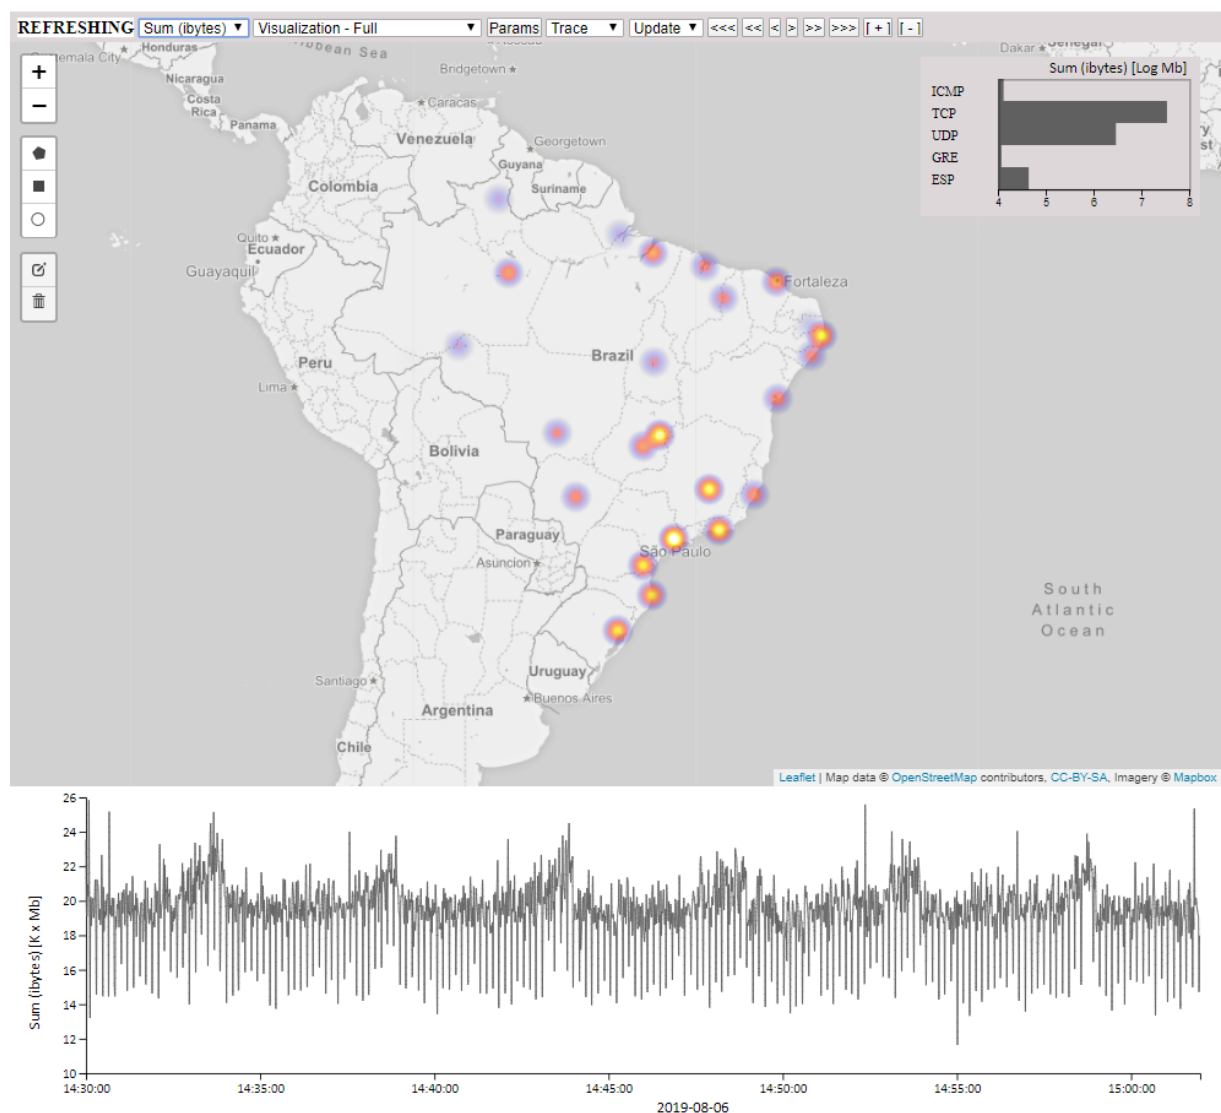 REFRESHING Sum (ibytes) ▼ Visualization - Full ▼ Params Trace ▼ Update ▼ <<< << < > >> >>> [ + ] [ - ]
Honduras
Nicaragua
Costa
Rica
Panama
Bridgetown
Caracas
Venezuela
Georgetown
Guyana
Suriname
Colombia
Quito
Ecuador
Guayaquil
Fortaleza
Brazil
Peru
Lima
Bolivia
Paraguay
Asuncion
São Paulo
South
Atlantic
Ocean
Uruguay
Santiago
Buenos Aires
Argentina
Chile
Dakar
+
−
Sum (ibytes) [Log Mb]
ICMP
TCP
UDP
GRE
ESP
4 5 6 7 8
Leaflet | Map data © OpenStreetMap contributors, CC-BY-SA, Imagery © Mapbox
Sum (ibytes) [K x Mb]
26
24
22
20
18
16
14
12
10
14:30:00 14:35:00 14:40:00 14:45:00 14:50:00 14:55:00 15:00:00
2019-08-06